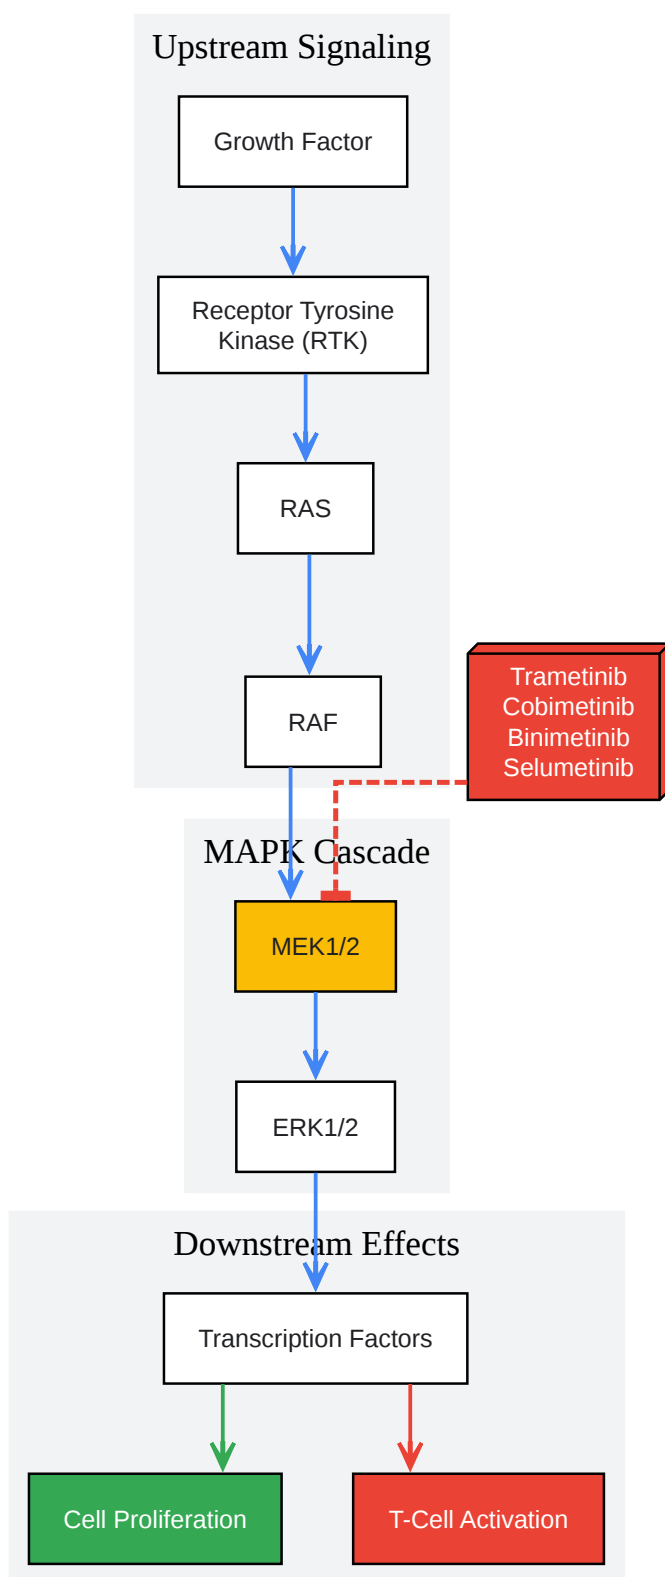 Upstream Signaling
Growth Factor
Receptor Tyrosine
Kinase (RTK)
RAS
RAF
Trametinib
Cobimetinib
Binimetinib
Selumetinib
MAPK Cascade
MEK1/2
ERK1/2
Downstream Effects
Transcription Factors
Cell Proliferation
T-Cell Activation